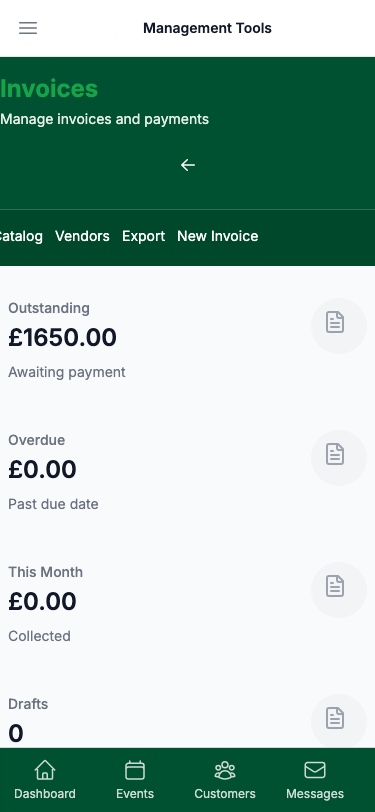 Management Tools
Invoices
Manage invoices and payments
Catalog Vendors Export New Invoice
Outstanding
£1650.00
Awaiting payment
Overdue
£0.00
Past due date
This Month
£0.00
Collected
Drafts
0
Dashboard Events Customers Messages